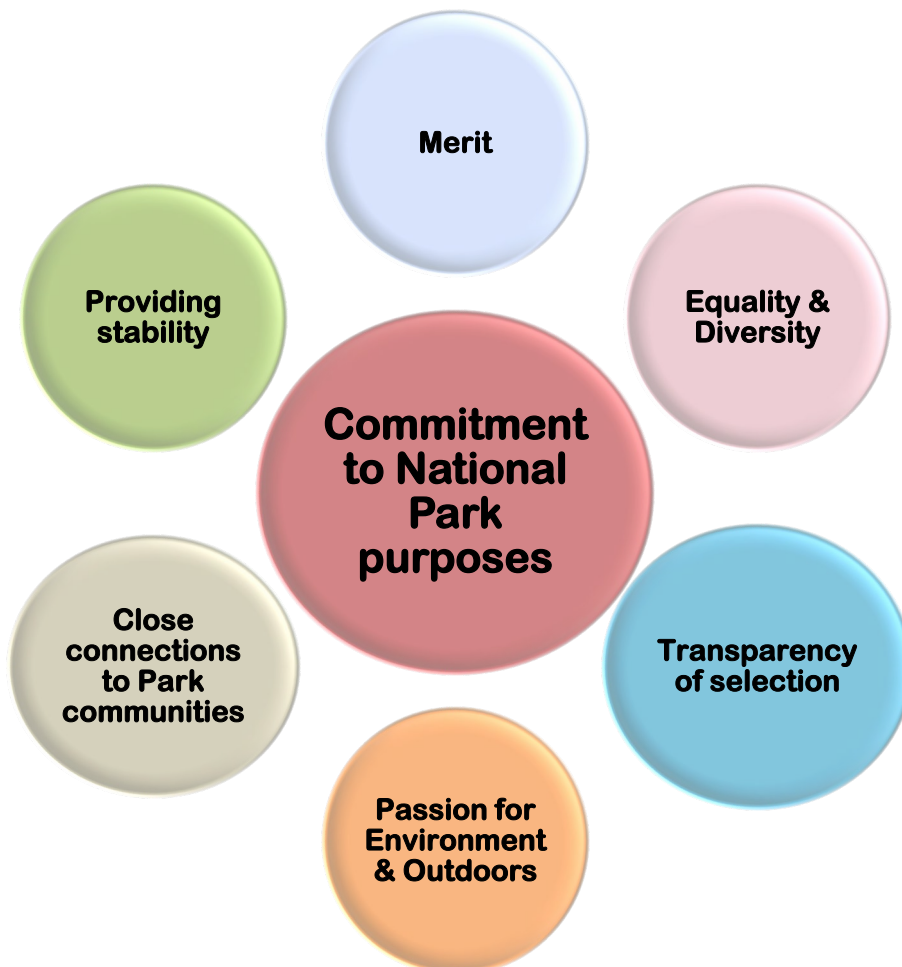 Merit
Providing
stability
Equality &
Diversity
Commitment
to National
Park
purposes
Close
connections
to Park
communities
Transparency
of selection
Passion for
Environment
& Outdoors